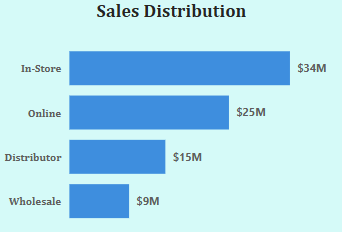 Sales Distribution
In-Store $34M
Online $25M
Distributor $15M
Wholesale $9M